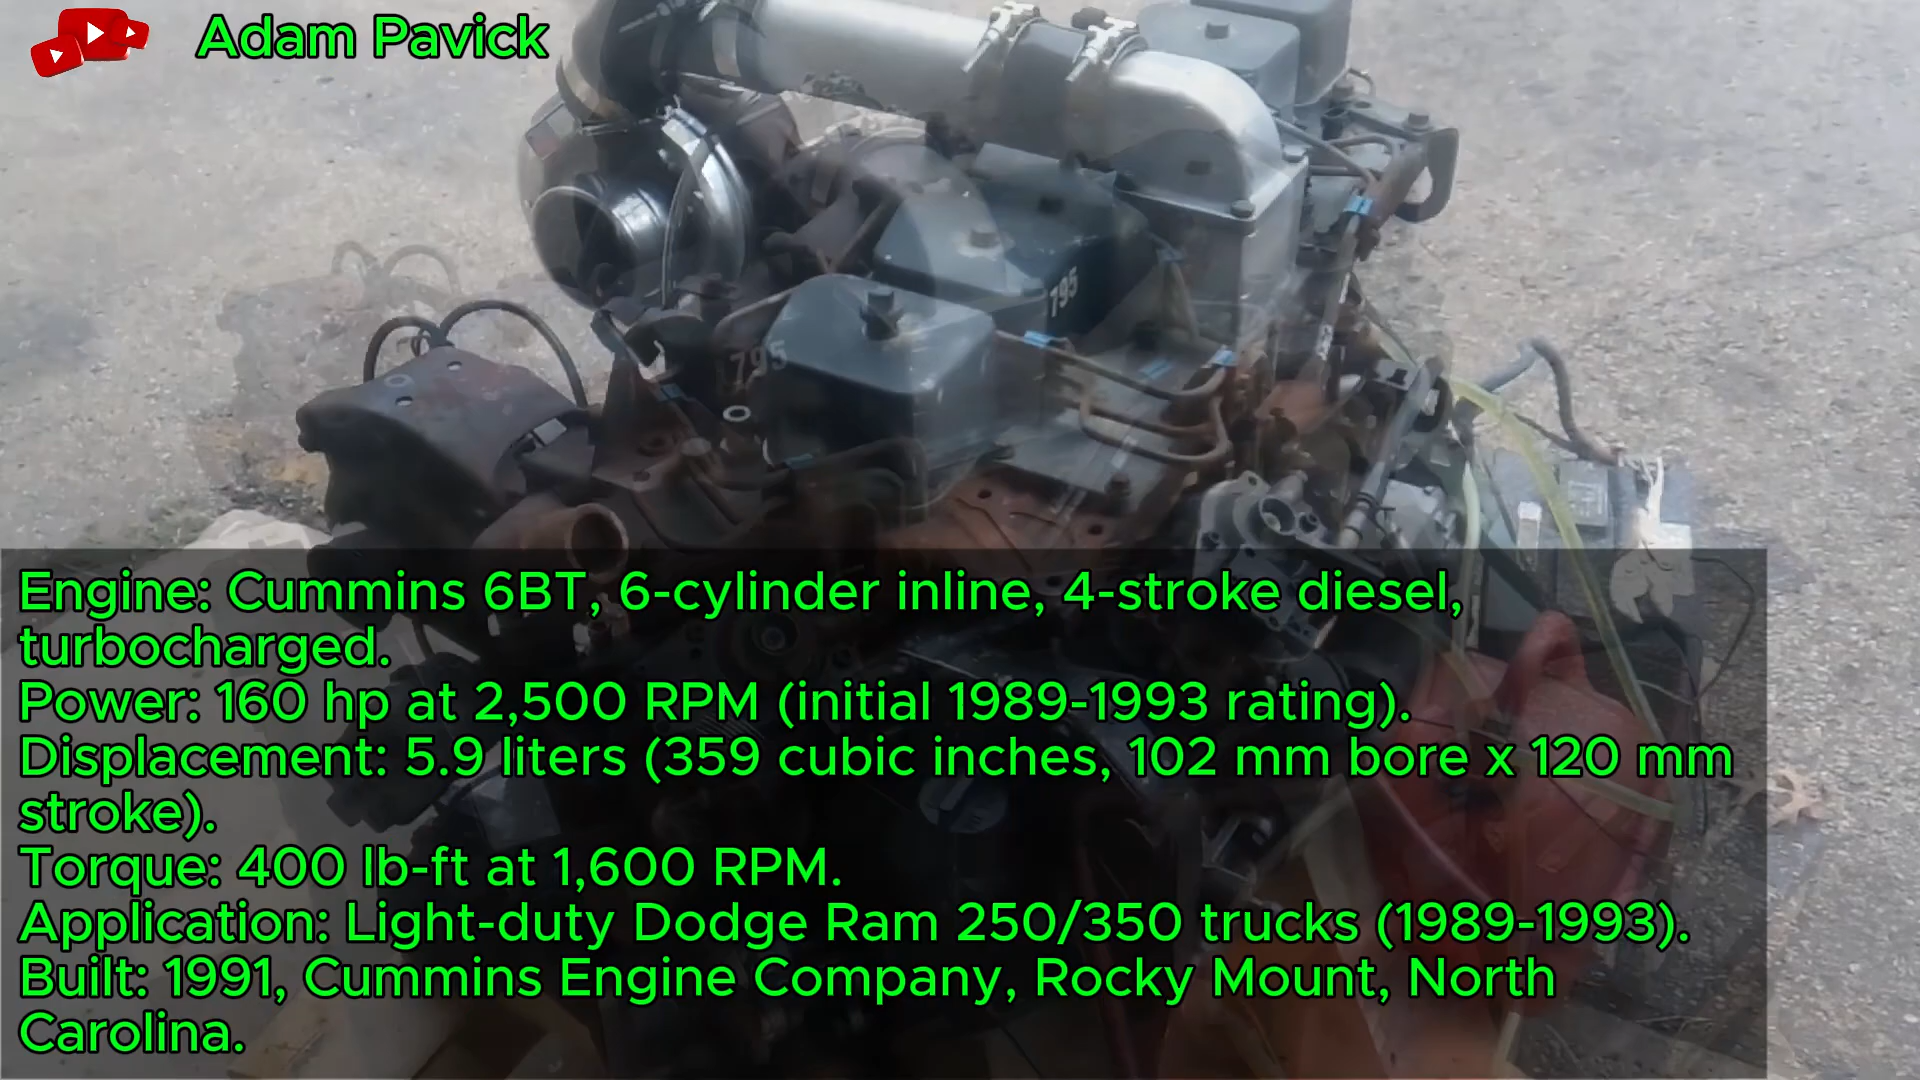 Adam Pavick
795
795
Engine: Cummins 6BT, 6-cylinder inline, 4-stroke diesel,
turbocharged.
Power: 160 hp at 2,500 RPM (initial 1989-1993 rating).
Displacement: 5.9 liters (359 cubic inches, 102 mm bore x 120 mm
stroke).
Torque: 400 lb-ft at 1,600 RPM.
Application: Light-duty Dodge Ram 250/350 trucks (1989-1993).
Built: 1991, Cummins Engine Company, Rocky Mount, North
Carolina.